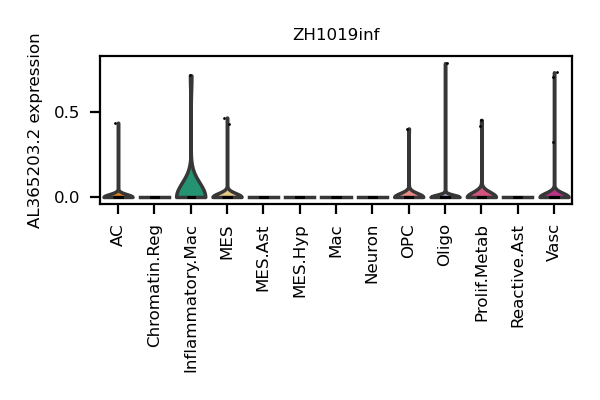 ZH1019inf
AL365203.2 expression
0.5
0.0
AC
Chromatin.Reg
Inflammatory.Mac
MES
MES.Ast
MES.Hyp
Mac
Neuron
OPC
Oligo
Prolif.Metab
Reactive.Ast
Vasc